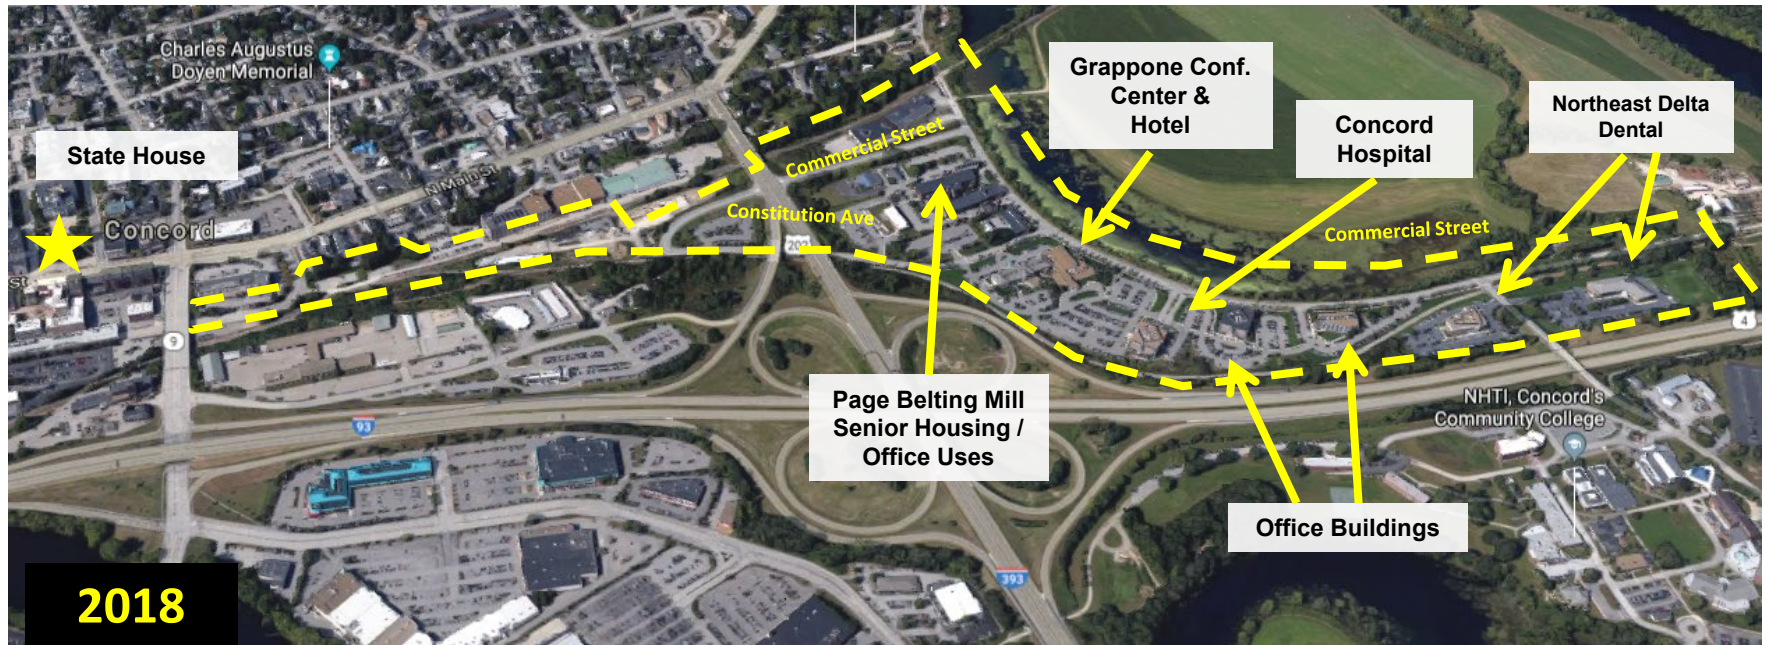 Charles Augustus
Doyen Memorial
State House
Concord
N Main St
St
9
Commercial Street
Constitution Ave
202
Grappone Conf.
Center &
Hotel
Concord
Hospital
Northeast Delta
Dental
Commercial Street
4
93
Page Belting Mill
Senior Housing /
Office Uses
NHTI, Concord's
Community College
Office Buildings
393
2018